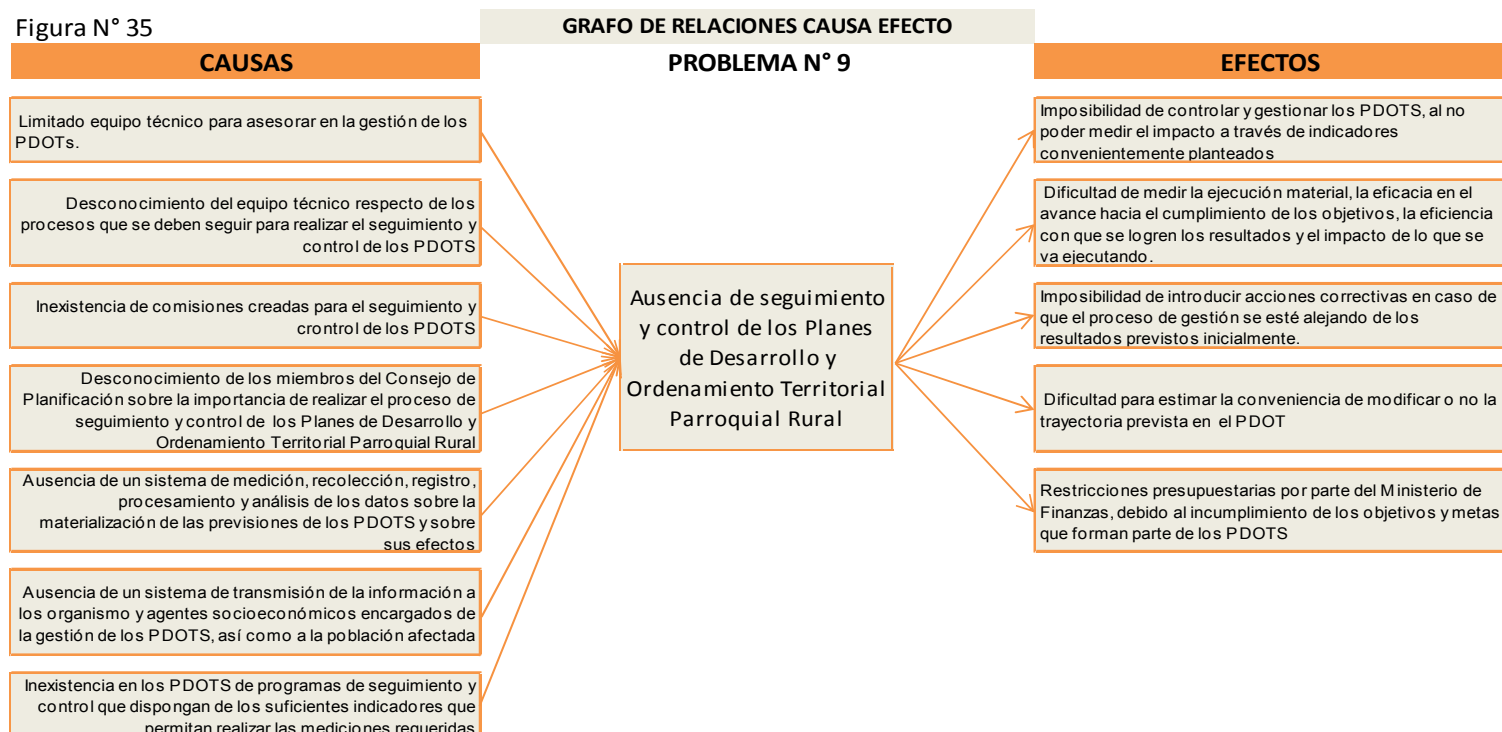 Figura N° 35
GRAFO DE RELACIONES CAUSA EFECTO
CAUSAS
PROBLEMA N° 9
EFECTOS
Limitado equipo técnico para asesorar en la gestión de los
PDOTs.
Desconocimiento del equipo técnico respecto de los
procesos que se deben seguir para realizar el seguimiento y
control de los PDOTS
Inexistencia de comisiones creadas para el seguimiento y
crontrol de los PDOTS
Desconocimiento de los miembros del Consejo de
Planificación sobre la importancia de realizar el proceso de
seguimiento y control de los Planes de Desarrollo y
Ordenamiento Territorial Parroquial Rural
Ausencia de un sistema de medición, recolección, registro,
procesamiento y análisis de los datos sobre la
materialización de las previsiones de los PDOTS y sobre
sus efectos
Ausencia de un sistema de transmisión de la información a
los organismo y agentes socioeconómicos encargados de
la gestión de los PDOTS, así como a la población afectada
Inexistencia en los PDOTS de programas de seguimiento y
control que dispongan de los suficientes indicadores que
permitan realizar las mediciones requeridas
Ausencia de seguimiento
y control de los Planes
de Desarrollo y
Ordenamiento Territorial
Parroquial Rural
Imposibilidad de controlar y gestionar los PDOTS, al no
poder medir el impacto a través de indicadores
convenientemente planteados
Dificultad de medir la ejecución material, la eficacia en el
avance hacia el cumplimiento de los objetivos, la eficiencia
con que se logren los resultados y el impacto de lo que se
va ejecutando.
Imposibilidad de introducir acciones correctivas en caso de
que el proceso de gestión se esté alejando de los
resultados previstos inicialmente.
Dificultad para estimar la conveniencia de modificar o no la
trayectoria prevista en el PDOT
Restricciones presupuestarias por parte del Ministerio de
Finanzas, debido al incumplimiento de los objetivos y metas
que forman parte de los PDOTS